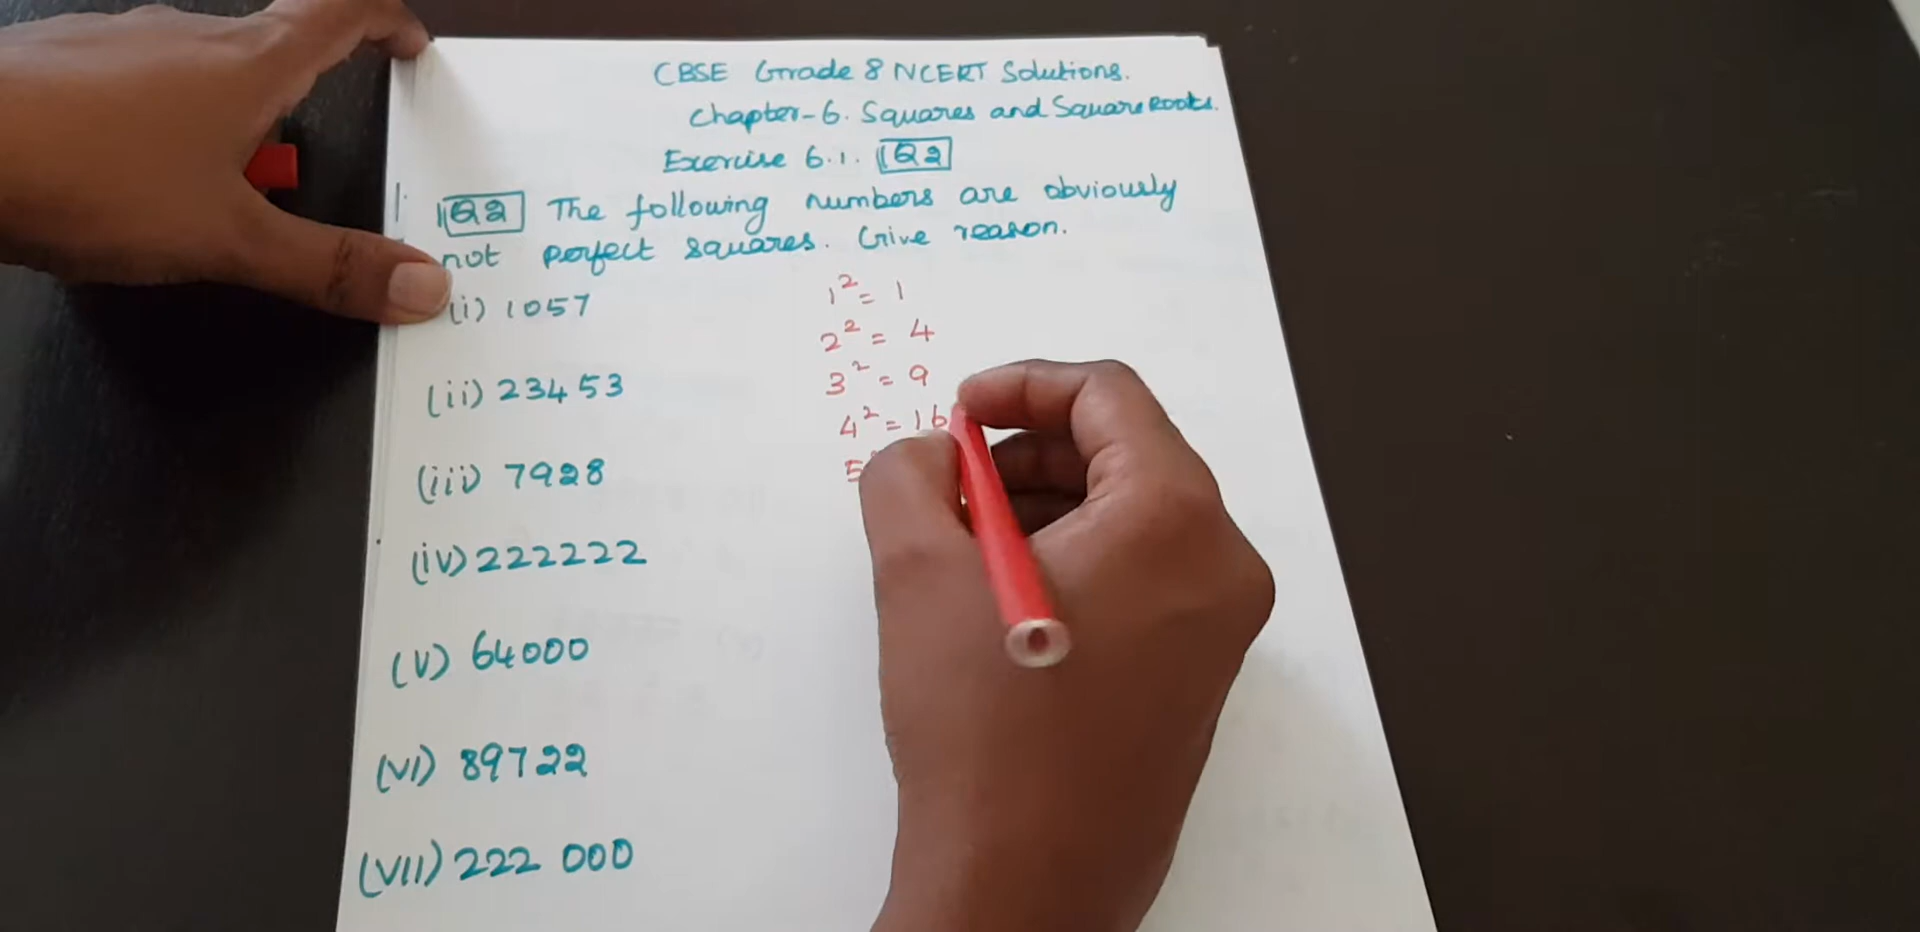 CBSE Grade 8 NCERT Solutions.
Chapter-6. Squares and Square Roots.
Exercise 6.1. Q2
Q2 The following numbers are obviously
not perfect squares. Give reason.
(i) 1057
(ii) 23453
(iii) 7928
(iv) 222222
(V) 64000
(VI) 89722
(VII) 222 000
1² = 1
2² = 4
3² = 9
4² = 16
5